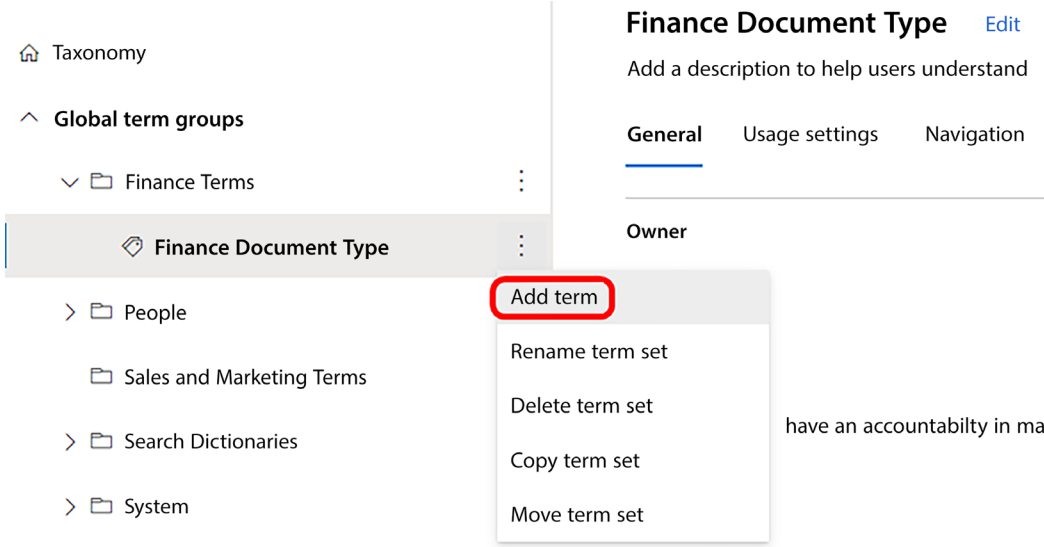 Taxonomy
Global term groups
Finance Terms
Finance Document Type
People
Sales and Marketing Terms
Search Dictionaries
System
Add term
Rename term set
Delete term set
Copy term set
Move term set
Finance Document Type Edit
Add a description to help users understand
General Usage settings Navigation
Owner
have an accountabilty in ma